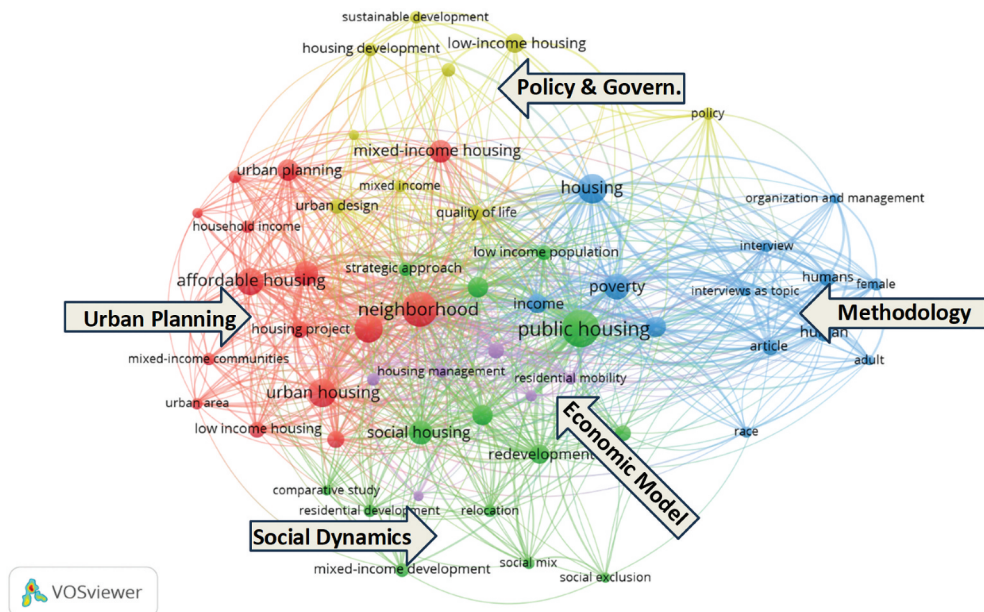 sustainable development
housing development
low-income housing
Policy & Govern.
policy
mixed-income housing
urban planning
mixed income
housing
organization and management
urban design
quality of life
household income
interview
low income population
strategic approach
affordable housing
humans
female
poverty
interviews as topic
income
neighborhood
Urban Planning
Methodology
housing project
public housing
human
article
mixed-income communities
adult
housing management
residential mobility
urban housing
urban area
Economic Model
low income housing
social housing
race
redevelopment
comparative study
residential development
relocation
Social Dynamics
mixed-income development
social mix
social exclusion
VOSviewer